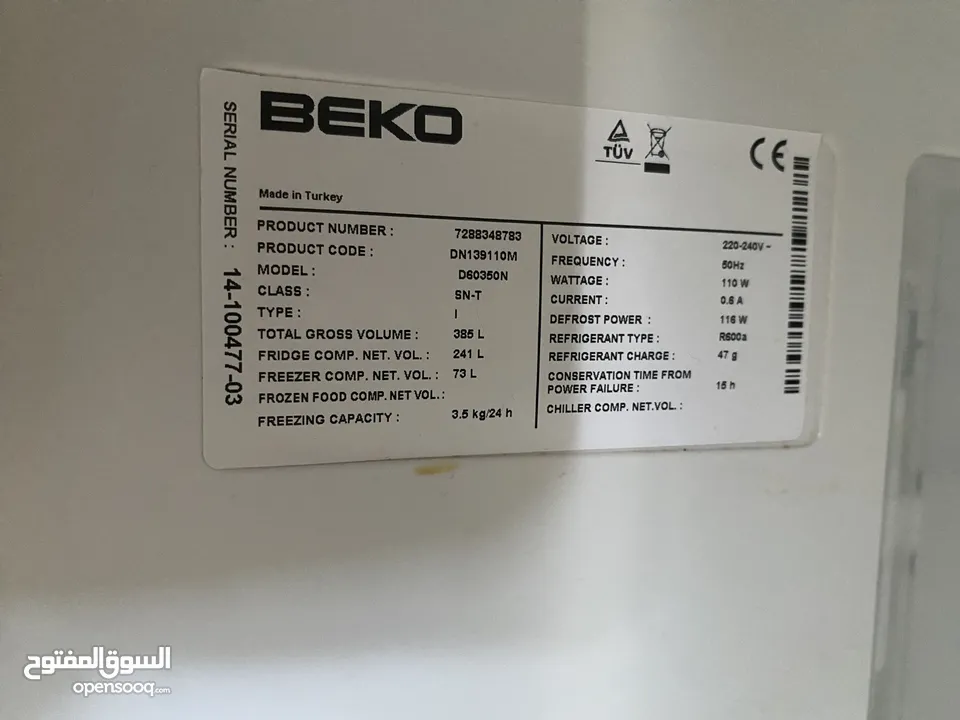 BEKO
TÜV
CE
Made in Turkey
SERIAL NUMBER : 14-100477-03
PRODUCT NUMBER : 7288348783
PRODUCT CODE : DN139110M
MODEL : D60350N
CLASS : SN-T
TYPE : I
TOTAL GROSS VOLUME : 385 L
FRIDGE COMP. NET. VOL. : 241 L
FREEZER COMP. NET. VOL. : 73 L
FROZEN FOOD COMP. NET VOL. :
FREEZING CAPACITY : 3.5 kg/24 h
VOLTAGE : 220-240V ~
FREQUENCY : 50Hz
WATTAGE : 110 W
CURRENT : 0.6 A
DEFROST POWER : 116 W
REFRIGERANT TYPE : R600a
REFRIGERANT CHARGE : 47 g
CONSERVATION TIME FROM
POWER FAILURE : 15 h
CHILLER COMP. NET.VOL. :
السوق المفتوح
opensooq.com